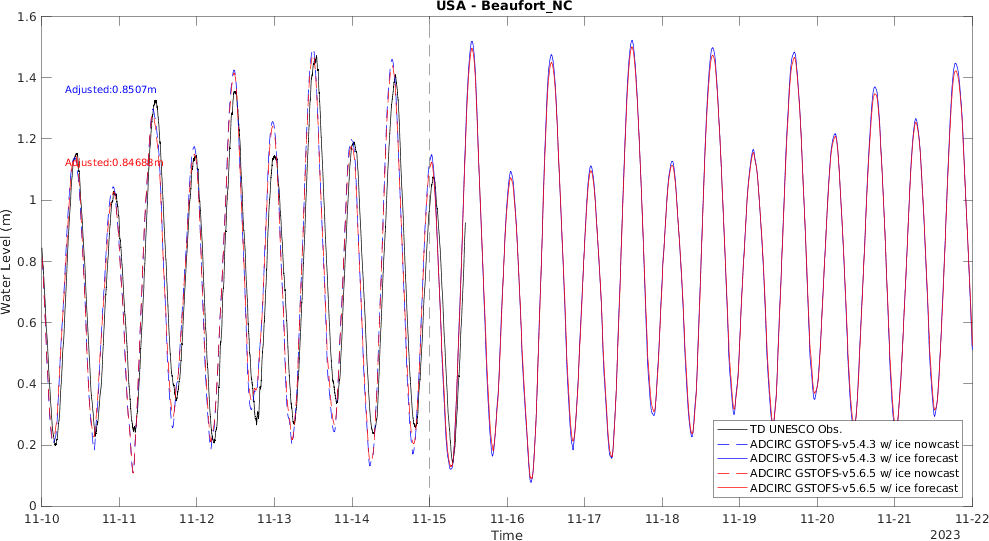 USA - Beaufort_NC
1.6
1.4
1.2
1
0.8
0.6
0.4
0.2
0
Water Level (m)
Adjusted:0.8507m
Adjusted:0.84688m
TD UNESCO Obs.
ADCIRC GSTOFS-v5.4.3 w/ ice nowcast
ADCIRC GSTOFS-v5.4.3 w/ ice forecast
ADCIRC GSTOFS-v5.6.5 w/ ice nowcast
ADCIRC GSTOFS-v5.6.5 w/ ice forecast
11-10 11-11 11-12 11-13 11-14 11-15 11-16 11-17 11-18 11-19 11-20 11-21 11-22
Time
2023